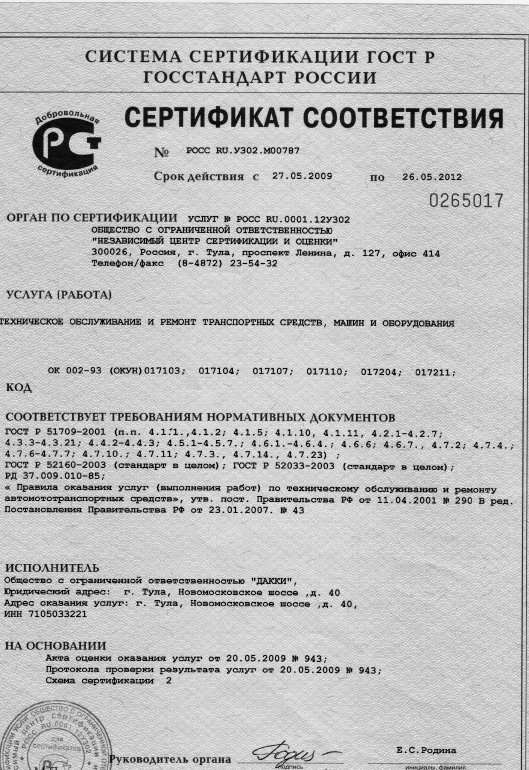 СИСТЕМА СЕРТИФИКАЦИИ ГОСТ Р
ГОССТАНДАРТ РОССИИ
Добровольная
сертификация
СЕРТИФИКАТ СООТВЕТСТВИЯ
№ РОСС RU.У302.М00787
Срок действия с 27.05.2009 по 26.05.2012
0265017
ОРГАН ПО СЕРТИФИКАЦИИ УСЛУГ № РОСС RU.0001.12У302
ОБЩЕСТВО С ОГРАНИЧЕННОЙ ОТВЕТСТВЕННОСТЬЮ
"НЕЗАВИСИМЫЙ ЦЕНТР СЕРТИФИКАЦИИ И ОЦЕНКИ"
300026, Россия, г. Тула, проспект Ленина, д. 127, офис 414
Телефон/факс (8-4872) 23-54-32
УСЛУГА (РАБОТА)
ТЕХНИЧЕСКОЕ ОБСЛУЖИВАНИЕ И РЕМОНТ ТРАНСПОРТНЫХ СРЕДСТВ, МАШИН И ОБОРУДОВАНИЯ
ОК 002-93 (ОКУН)017103; 017104; 017107; 017110; 017204; 017211;
КОД
СООТВЕТСТВУЕТ ТРЕБОВАНИЯМ НОРМАТИВНЫХ ДОКУМЕНТОВ
ГОСТ Р 51709-2001 (п.п. 4.1.1.,4.1.2; 4.1.5; 4.1.10, 4.1.11, 4.2.1-4.2.7;
4.3.3-4.3.21; 4.4.2-4.4.3; 4.5.1-4.5.7.; 4.6.1.-4.6.4.; 4.6.6; 4.6.7., 4.7.2; 4.7.4.;
4.7.6-4.7.7; 4.7.10.; 4.7.11; 4.7.3., 4.7.14., 4.7.23) ;
ГОСТ Р 52160-2003 (стандарт в целом); ГОСТ Р 52033-2003 (стандарт в целом);
РД 37.009.010-85;
« Правила оказания услуг (выполнения работ) по техническому обслуживанию и ремонту
автомототранспортных средств», утв. пост. Правительства РФ от 11.04.2001 № 290 В ред.
Постановления Правительства РФ от 23.01.2007. № 43
ИСПОЛНИТЕЛЬ
Общество с ограниченной ответственностью "ДАККИ",
Юридический адрес: г. Тула, Новомосковское шоссе ,д. 40
Адрес оказания услуг: г. Тула, Новомосковское шоссе ,д. 40,
ИНН 7105033221
НА ОСНОВАНИИ
Акта оценки оказания услуг от 20.05.2009 № 943;
Протокола проверки результата услуг от 20.05.2009 № 943;
Схема сертификации 2
Руководитель органа
Е.С.Родина
подпись
инициалы, фамилия
для
сертификатов